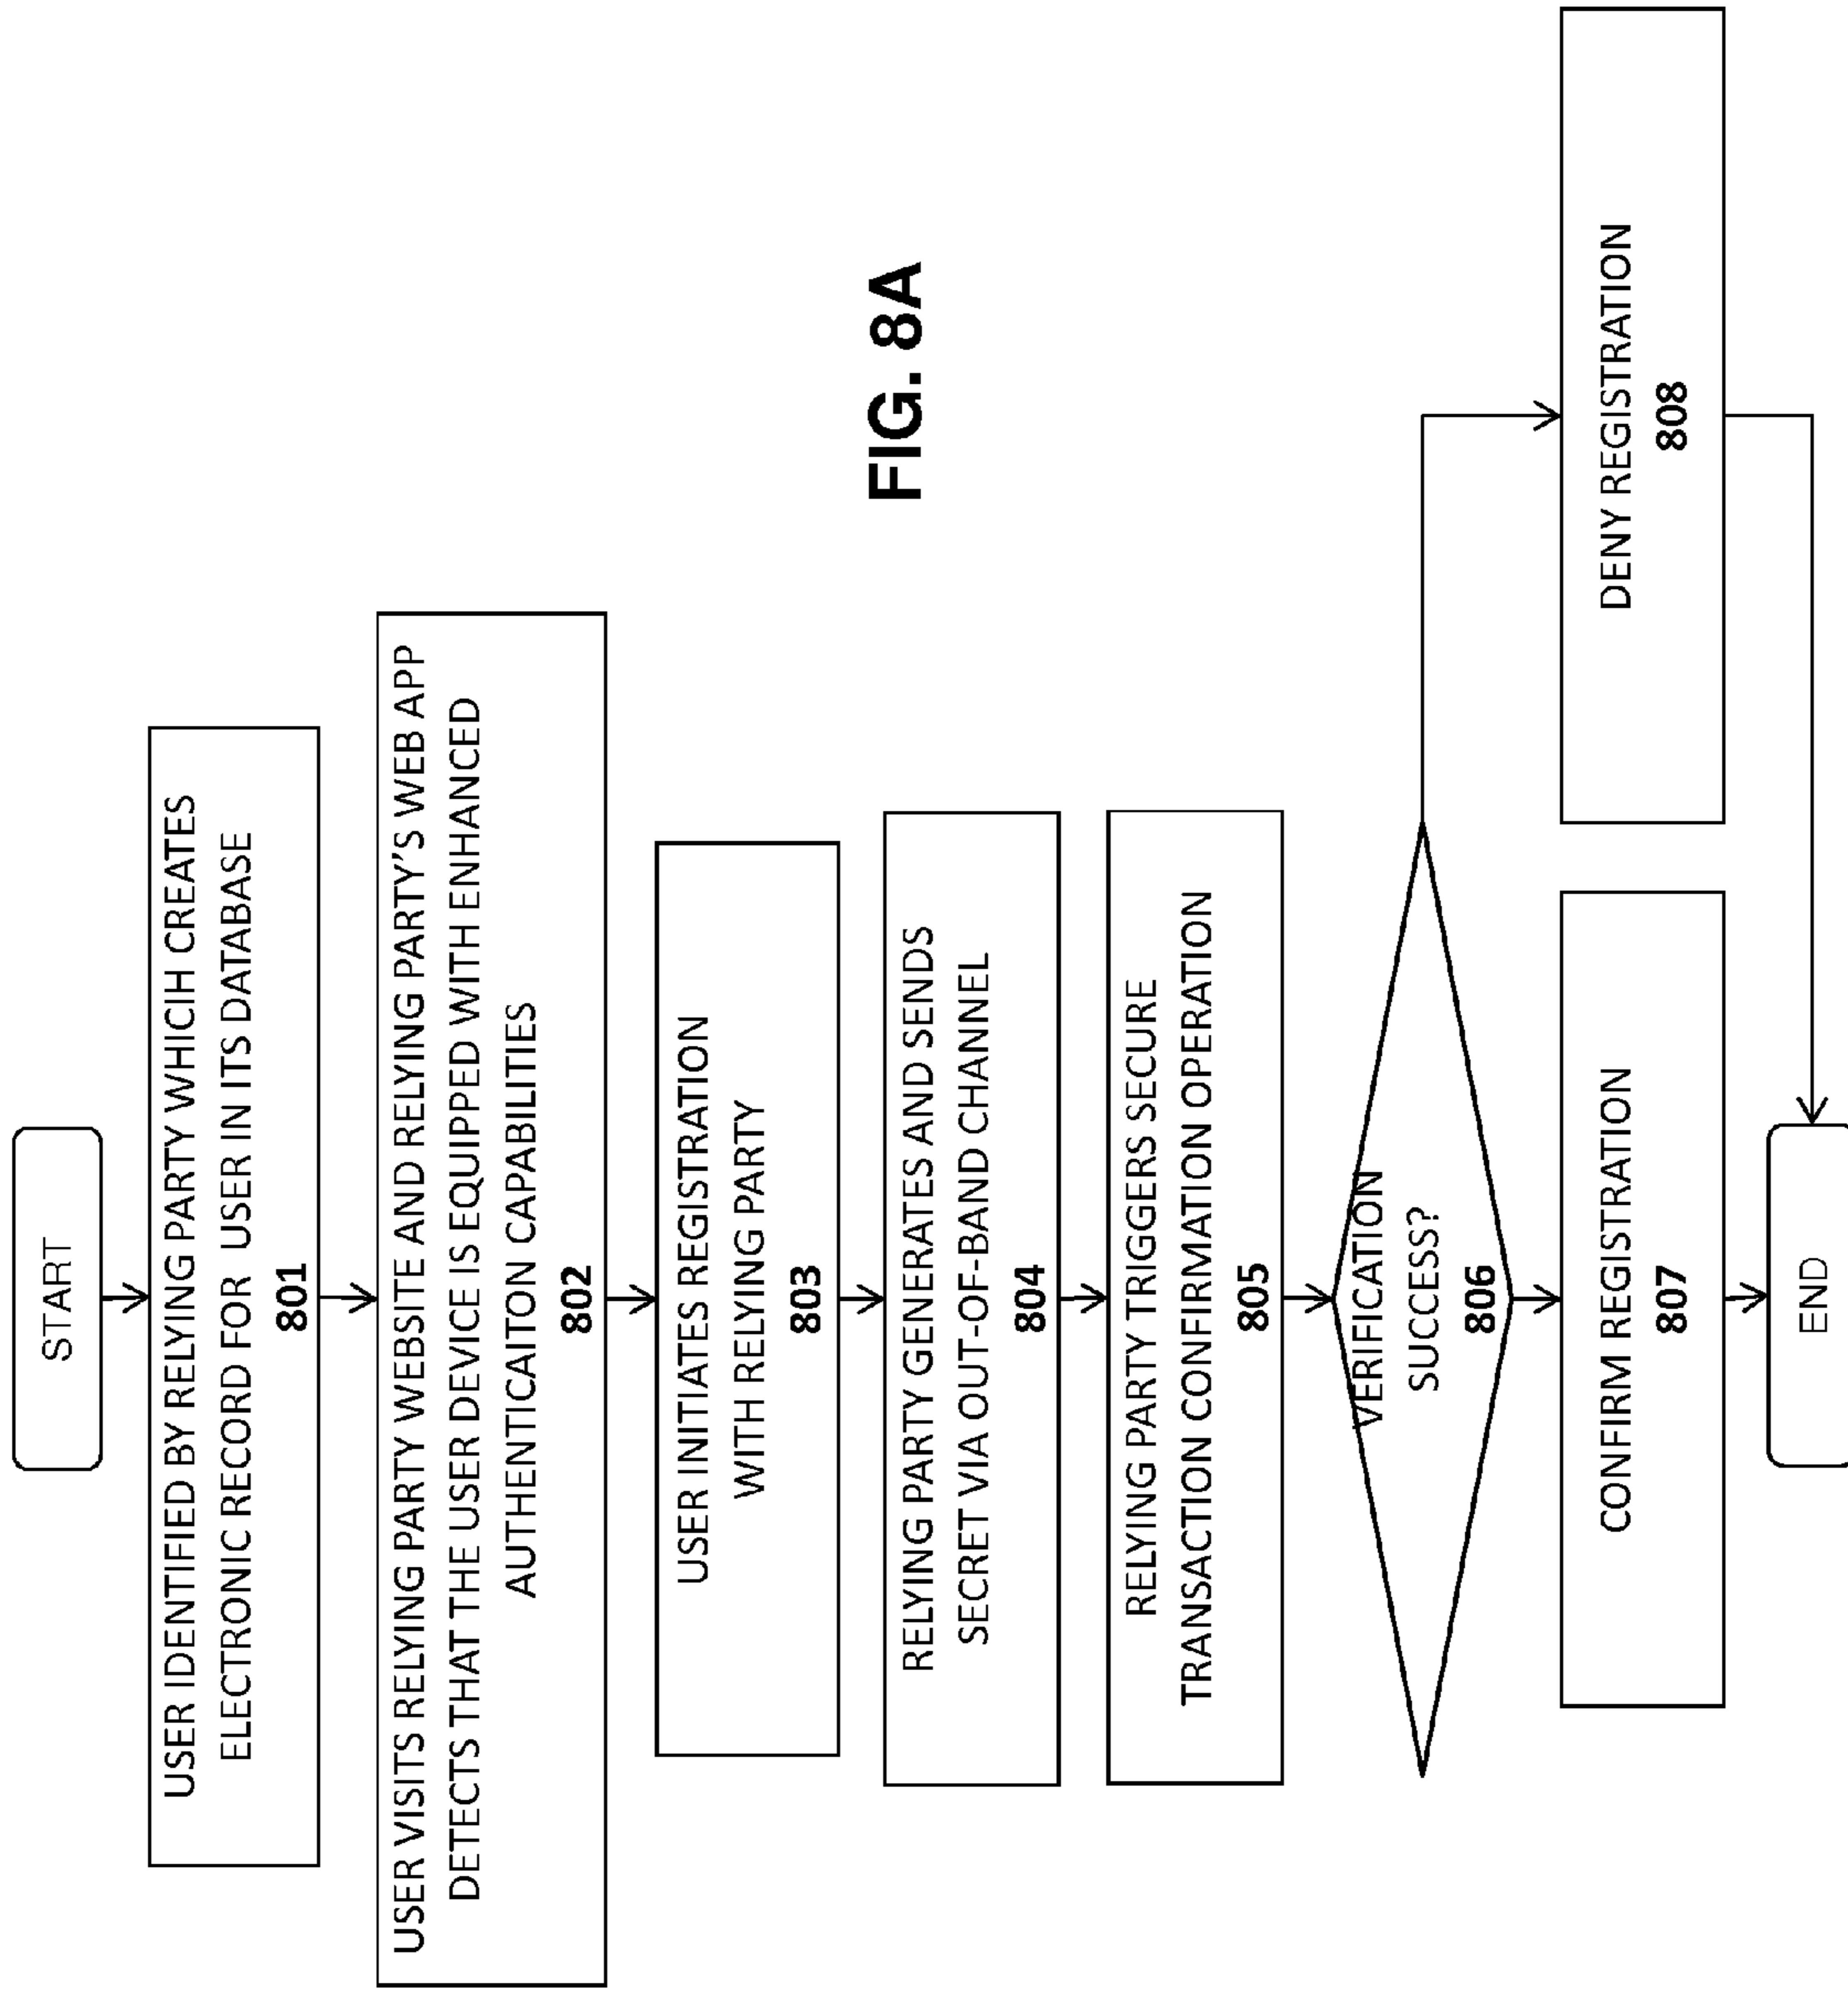 START
USER IDENTIFIED BY RELYING PARTY WHICH CREATES
ELECTRONIC RECORD FOR USER IN ITS DATABASE
801
USER VISITS RELYING PARTY WEBSITE AND RELYING PARTY'S WEB APP
DETECTS THAT THE USER DEVICE IS EQUIPPED WITH ENHANCED
AUTHENTICAITON CAPABILITIES
802
USER INITIATES REGISTRATION
WITH RELYING PARTY
803
RELYING PARTY GENERATES AND SENDS
SECRET VIA OUT-OF-BAND CHANNEL
804
RELYING PARTY TRIGGERS SECURE
TRANSACTION CONFIRMATION OPERATION
805
VERIFICATION
SUCCESS?
806
CONFIRM REGISTRATION
807
DENY REGISTRATION
808
END
FIG. 8A